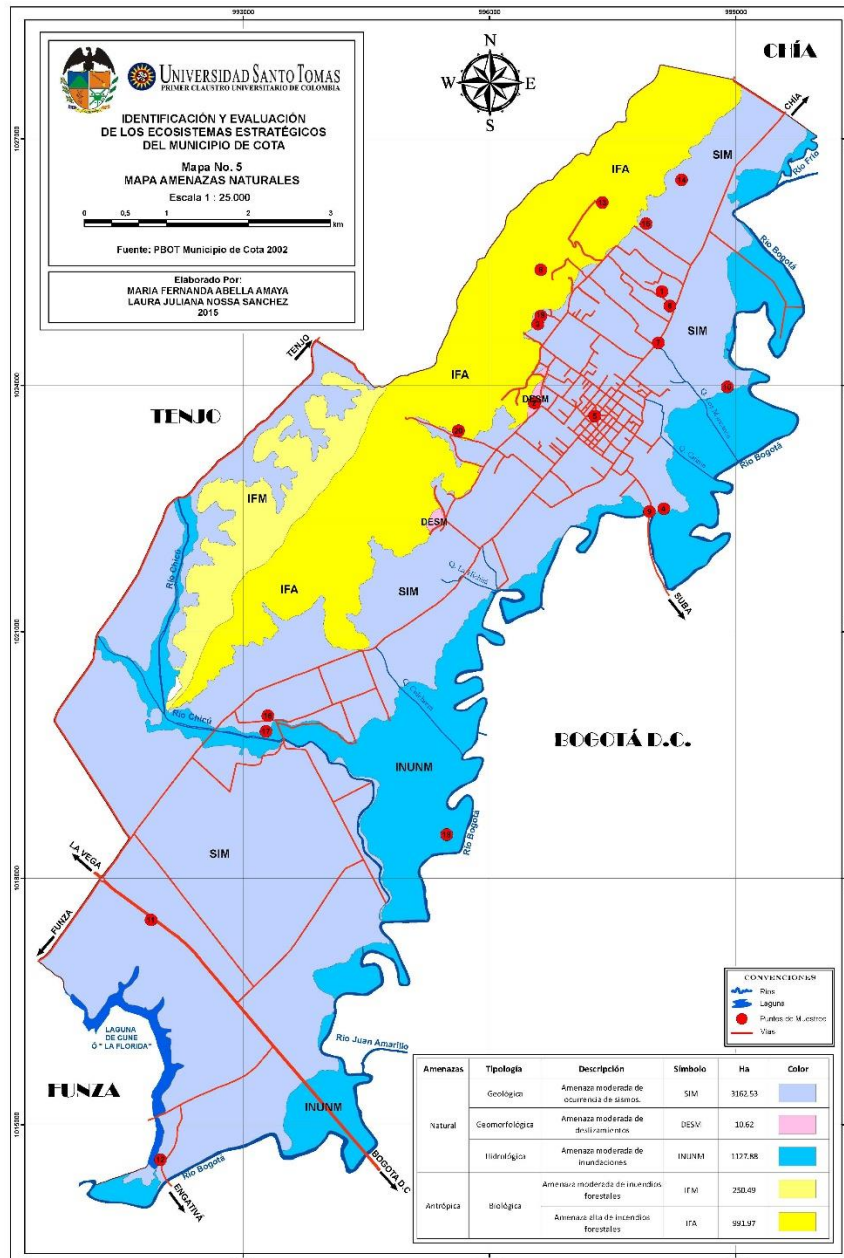 993000 996000 999000
UNIVERSIDAD SANTO TOMAS
PRIMER CLAUSTRO UNIVERSITARIO DE COLOMBIA
IDENTIFICACIÓN Y EVALUACIÓN
DE LOS ECOSISTEMAS ESTRATÉGICOS
DEL MUNICIPIO DE COTA
Mapa No. 5
MAPA AMENAZAS NATURALES
Escala 1 : 25.000
0 0,5 1 2 3
km
Fuente: PBOT Municipio de Cota 2002
Elaborado Por:
MARIA FERNANDA ABELLA AMAYA
LAURA JULIANA NOSSA SANCHEZ
2015
N
W E
S
CHÍA
CHÍA
SIM
Río Frío
IFA
Río Bogotá
SIM
TENJO
IFA
TENJO
DESM
Río Bogotá
IFM
DESM
Río Chicú
SIM
IFA
SUBA
Río Chicú
BOGOTÁ D.C.
INUNM
Río Bogotá
SIM
LA VEGA
1018000
FUNZA
LAGUNA
DE CUNE
Ó " LA FLORIDA"
Río Juan Amarillo
FUNZA
INUNM
1015000
12
Río Bogotá
ENGATIVÁ
BOGOTA D.C
CONVENCIONES
Ríos
Laguna
Puntos de Muestreo
Vías
Amenazas Tipología Descripción Símbolo Ha Color
Natural
Geológica Amenaza moderada de ocurrencia de sismos. SIM 3162.53
Geomorfológica Amenaza moderada de deslizamientos DESM 10.62
Hidrológica Amenaza moderada de inundaciones INUNM 1127.88
Antrópica Biológica
Amenaza moderada de incendios forestales IFM 250.49
Amenaza alta de incendios forestales IFA 991.97